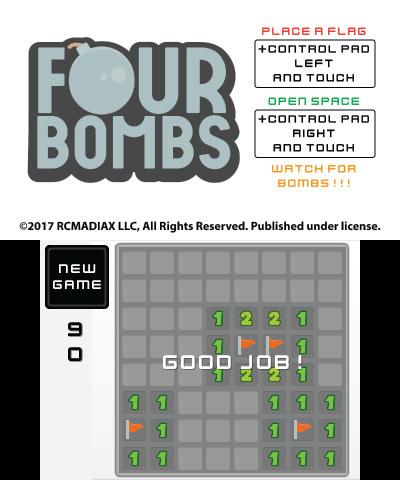 FOUR
BOMBS
PLACE A FLAG
+CONTROL PAD
LEFT
AND TOUCH
OPEN SPACE
+CONTROL PAD
RIGHT
AND TOUCH
WATCH FOR
BOMBS!!!
©2017 RCMADIAX LLC, All Rights Reserved. Published under license.
NEW
GAME
9
0
1 2 2 1
1 1
GOOD JOB!
1 2 2 1
1 1 1 1 1
1 1 1
1 1 1 1 1